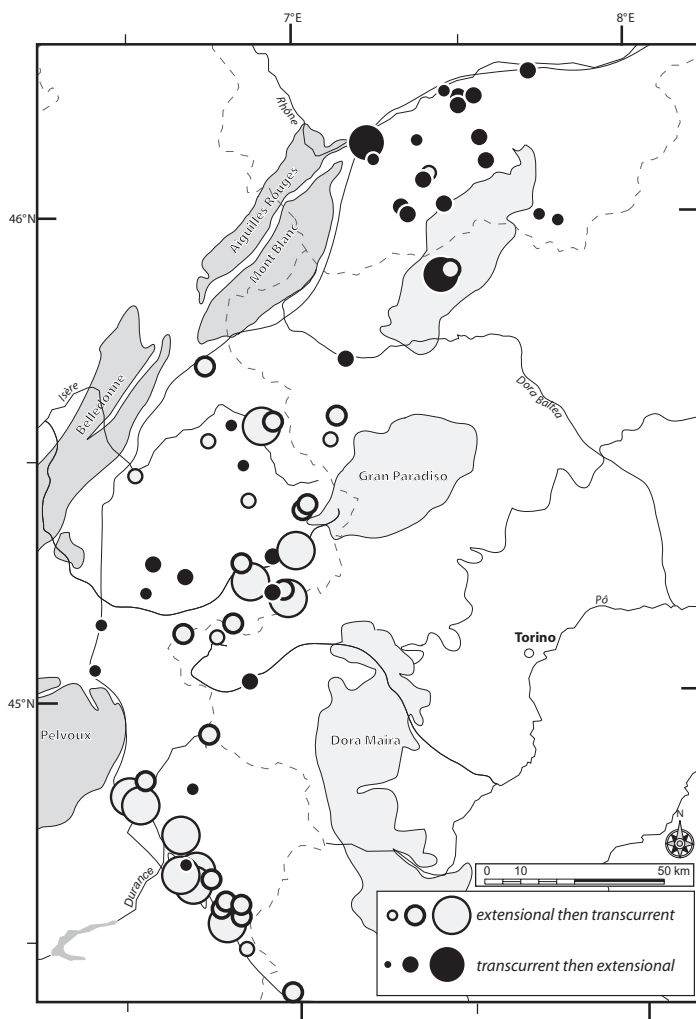 7°E
8°E
Rhône
Aiguilles Rouges
46°N
Mont Blanc
Isère
Belledonne
Dora Baltea
Gran Paradiso
Pô
Torino
45°N
Pelvoux
Dora Maira
N
0 10 50 km
Durance
extensional then transcurrent
transcurrent then extensional